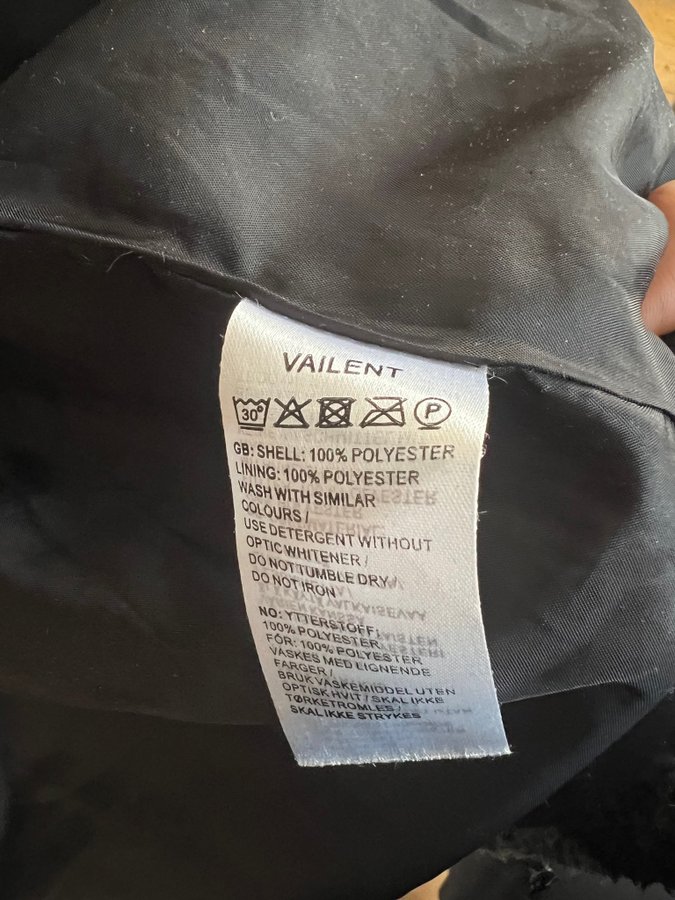 VAILENT
30° P
GB: SHELL: 100% POLYESTER
LINING: 100% POLYESTER
WASH WITH SIMILAR
COLOURS /
USE DETERGENT WITHOUT
OPTIC WHITENER /
DO NOT TUMBLE DRY /
DO NOT IRON
NO: YTTERSTOFF:
100% POLYESTER
FÔR: 100% POLYESTER
VASKES MED LIGNENDE
FARGER /
BRUK VASKEMIDDEL UTEN
OPTISK HVIT / SKAL IKKE
TØRKETROMLES /
SKAL IKKE STRYKES